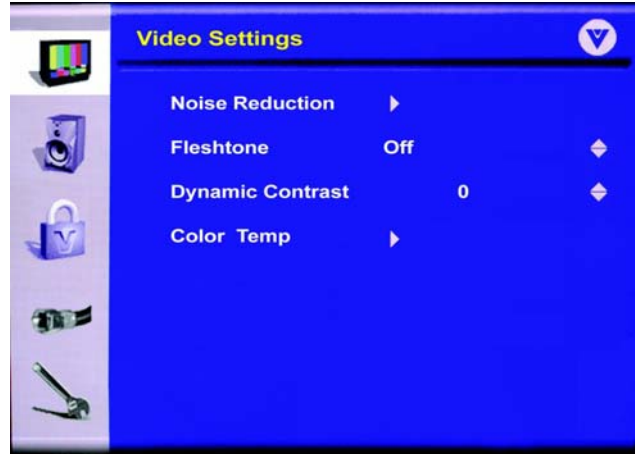 Video Settings
V
Noise Reduction
Fleshtone Off
Dynamic Contrast 0
Color Temp
V